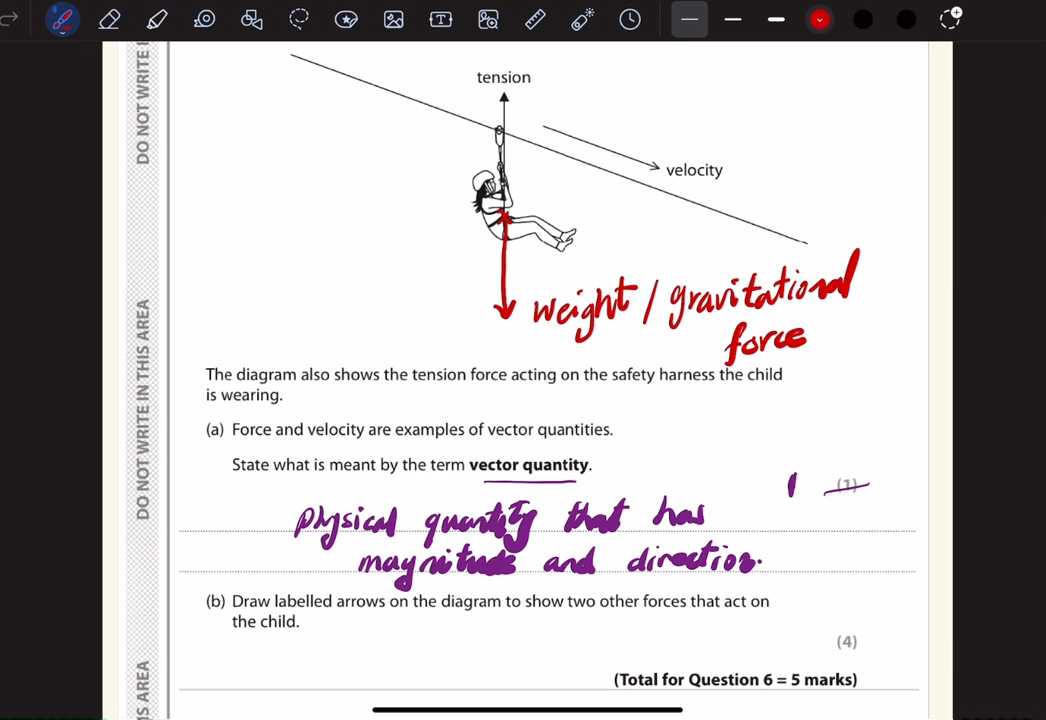 DO NOT WRITE I
tension
velocity
weight / gravitational
force
DO NOT WRITE IN THIS AREA
The diagram also shows the tension force acting on the safety harness the child
is wearing.
(a) Force and velocity are examples of vector quantities.
State what is meant by the term vector quantity.
1 (1)
physical quantity that has
magnitude and direction.
(b) Draw labelled arrows on the diagram to show two other forces that act on
the child.
(4)
(Total for Question 6 = 5 marks)
IS AREA